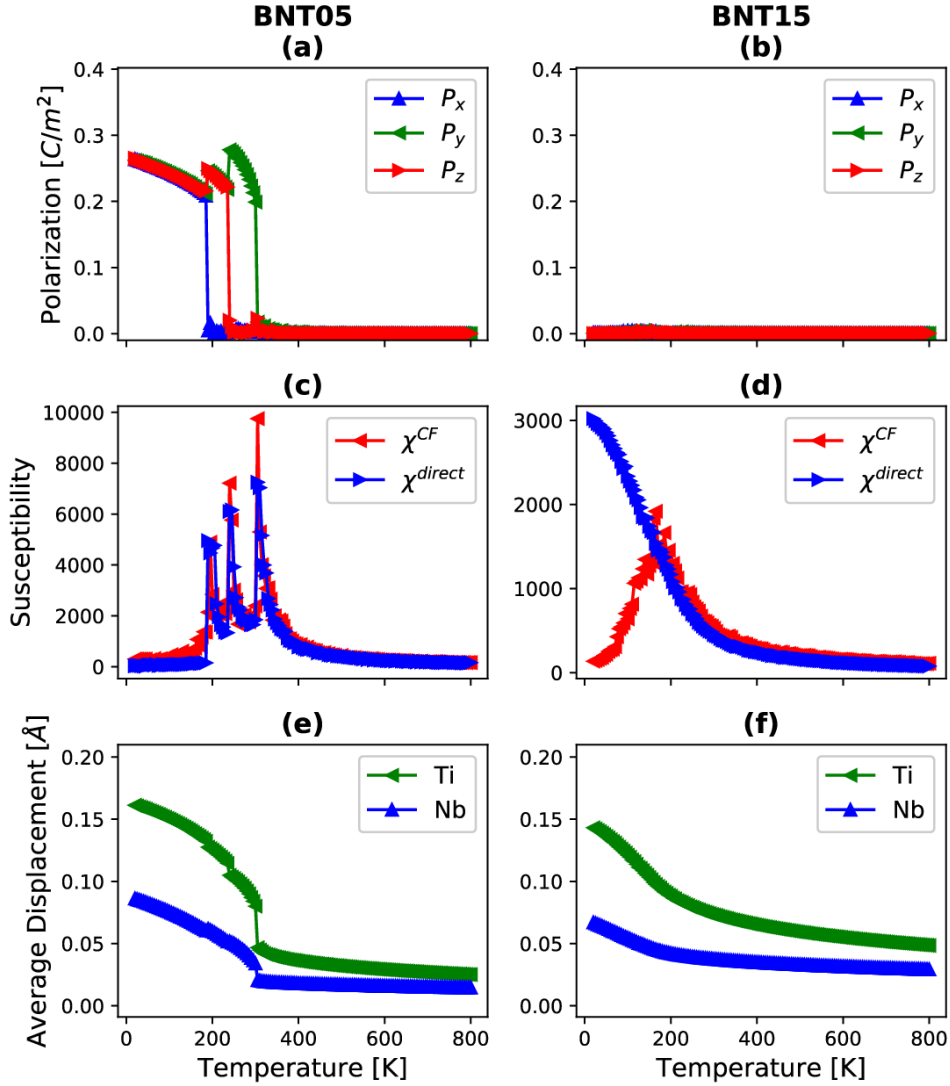 BNT05
BNT15
(a)
(b)
Polarization [C/m²]
0.4
0.3
0.2
0.1
0.0
Pₓ
P_y
P_z
Pₓ
P_y
P_z
0.4
0.3
0.2
0.1
0.0
(c)
(d)
Susceptibility
10000
8000
6000
4000
2000
0
χ^CF
χ^direct
3000
2000
1000
0
χ^CF
χ^direct
(e)
(f)
Average Displacement [Å]
0.20
0.15
0.10
0.05
0.00
Ti
Nb
0.20
0.15
0.10
0.05
0.00
Ti
Nb
0 200 400 600 800
0 200 400 600 800
Temperature [K]
Temperature [K]